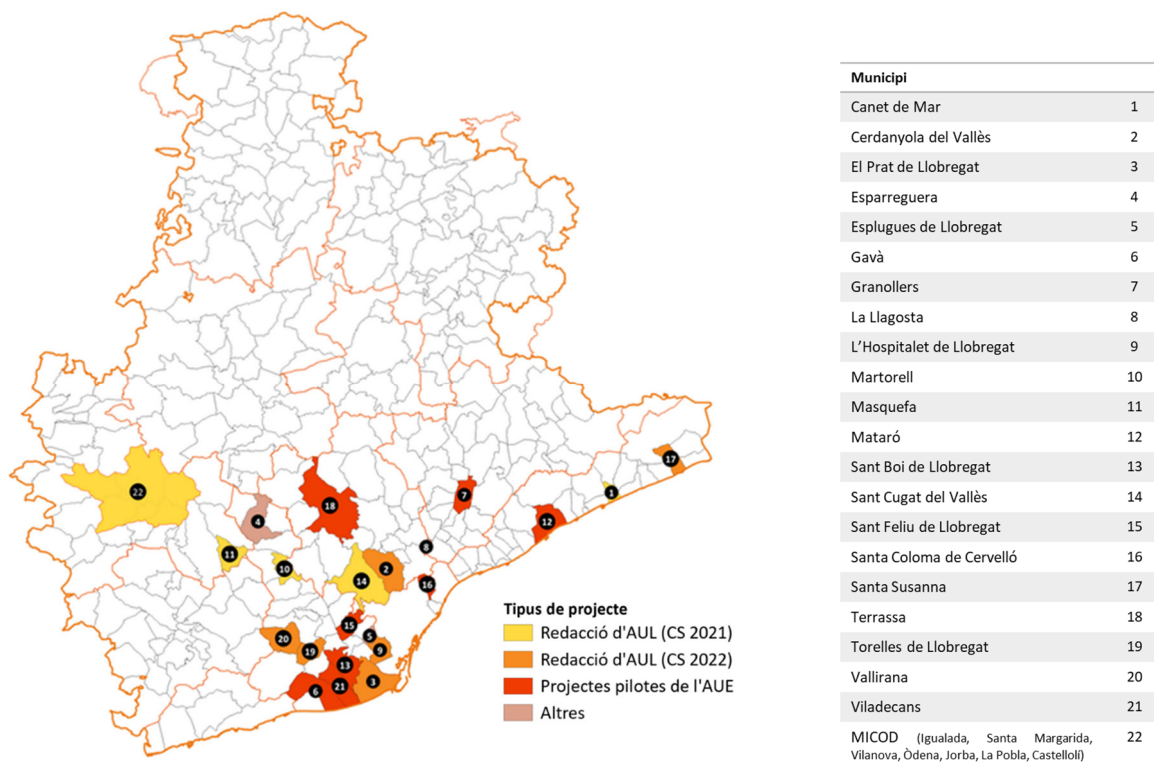 22
4
18
7
12
1
17
11
10
14
2
8
16
15
5
9
20
19
13
6
21
3
Tipus de projecte
Redacció d'AUL (CS 2021)
Redacció d'AUL (CS 2022)
Projectes pilotes de l'AUE
Altres
Municipi
Canet de Mar 1
Cerdanyola del Vallès 2
El Prat de Llobregat 3
Esparreguera 4
Esplugues de Llobregat 5
Gavà 6
Granollers 7
La Llagosta 8
L’Hospitalet de Llobregat 9
Martorell 10
Masquefa 11
Mataró 12
Sant Boi de Llobregat 13
Sant Cugat del Vallès 14
Sant Feliu de Llobregat 15
Santa Coloma de Cervelló 16
Santa Susanna 17
Terrassa 18
Torelles de Llobregat 19
Vallirana 20
Viladecans 21
MICOD (Igualada, Santa Margarida, 22
Vilanova, Òdena, Jorba, La Pobla, Castellolí)